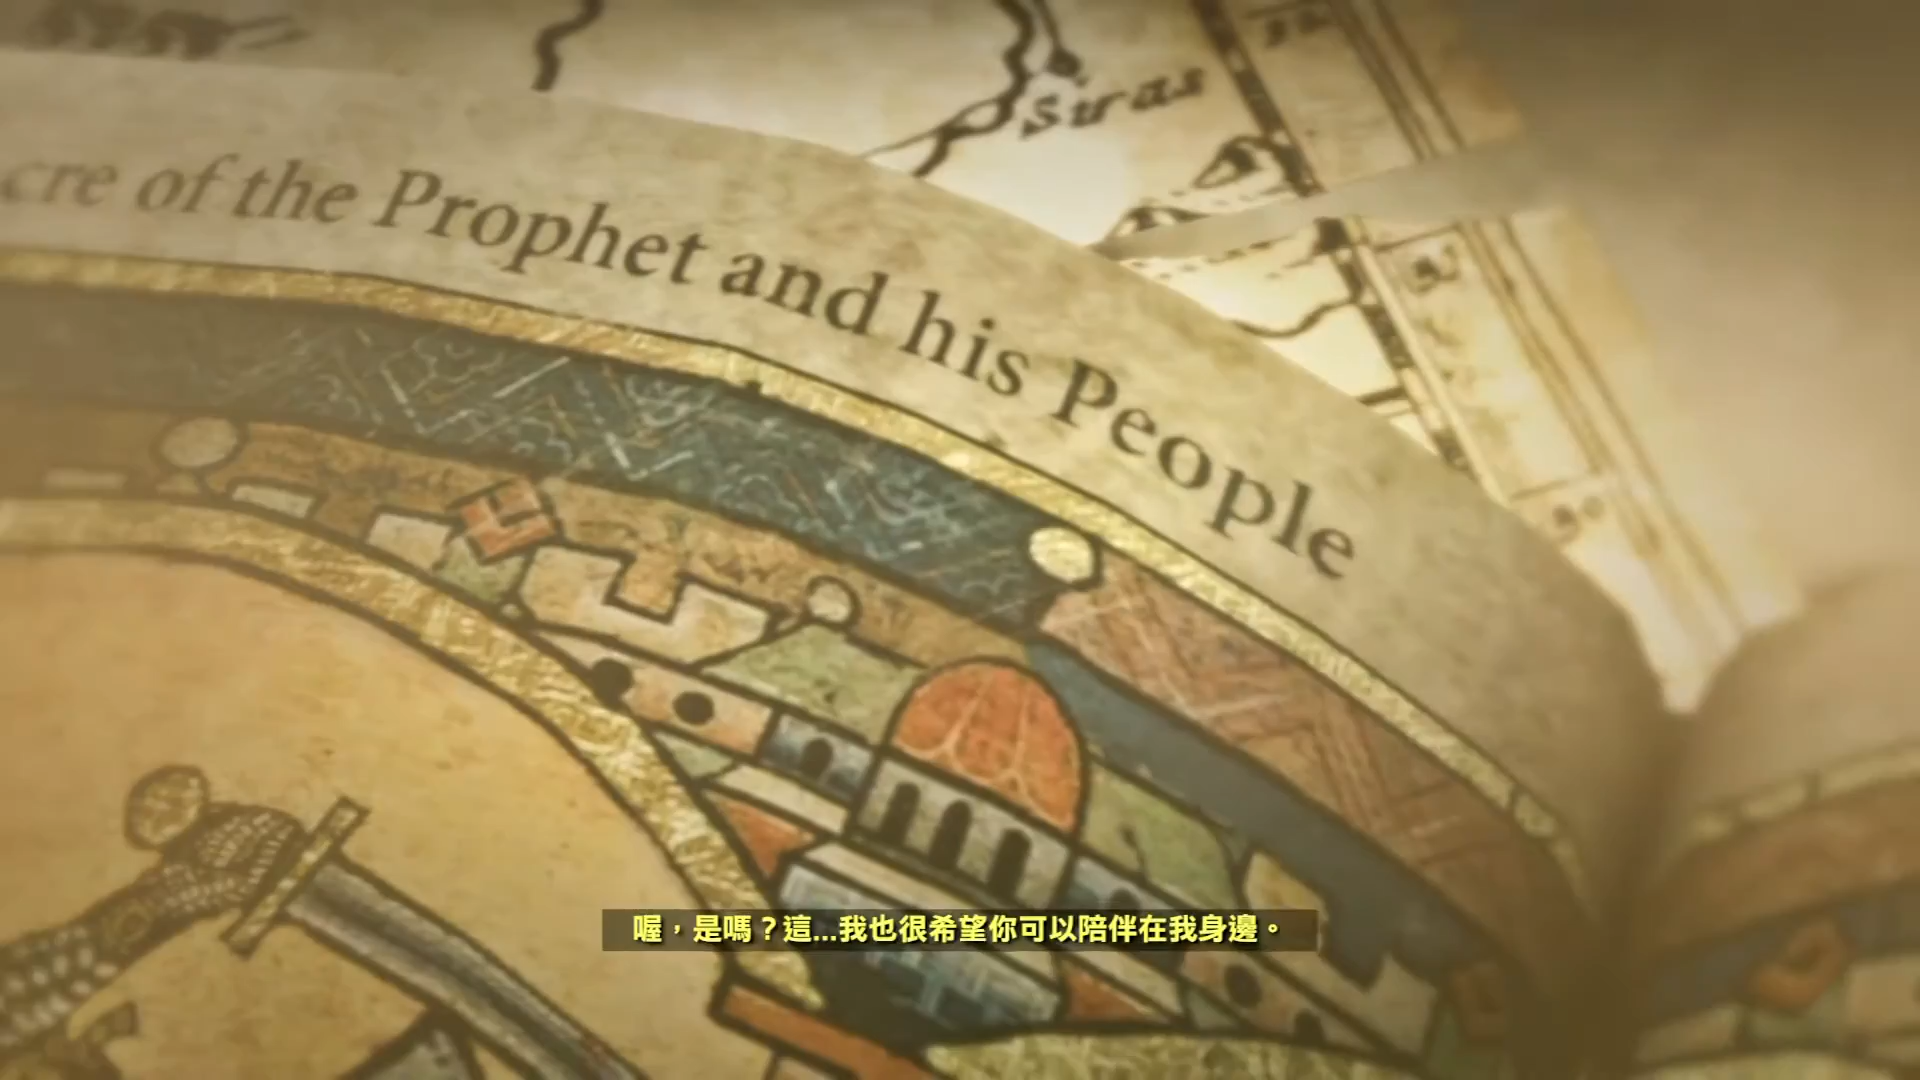 Siras
of the Prophet and his People
喔，是嗎？這...我也很希望你可以陪伴在我身邊。